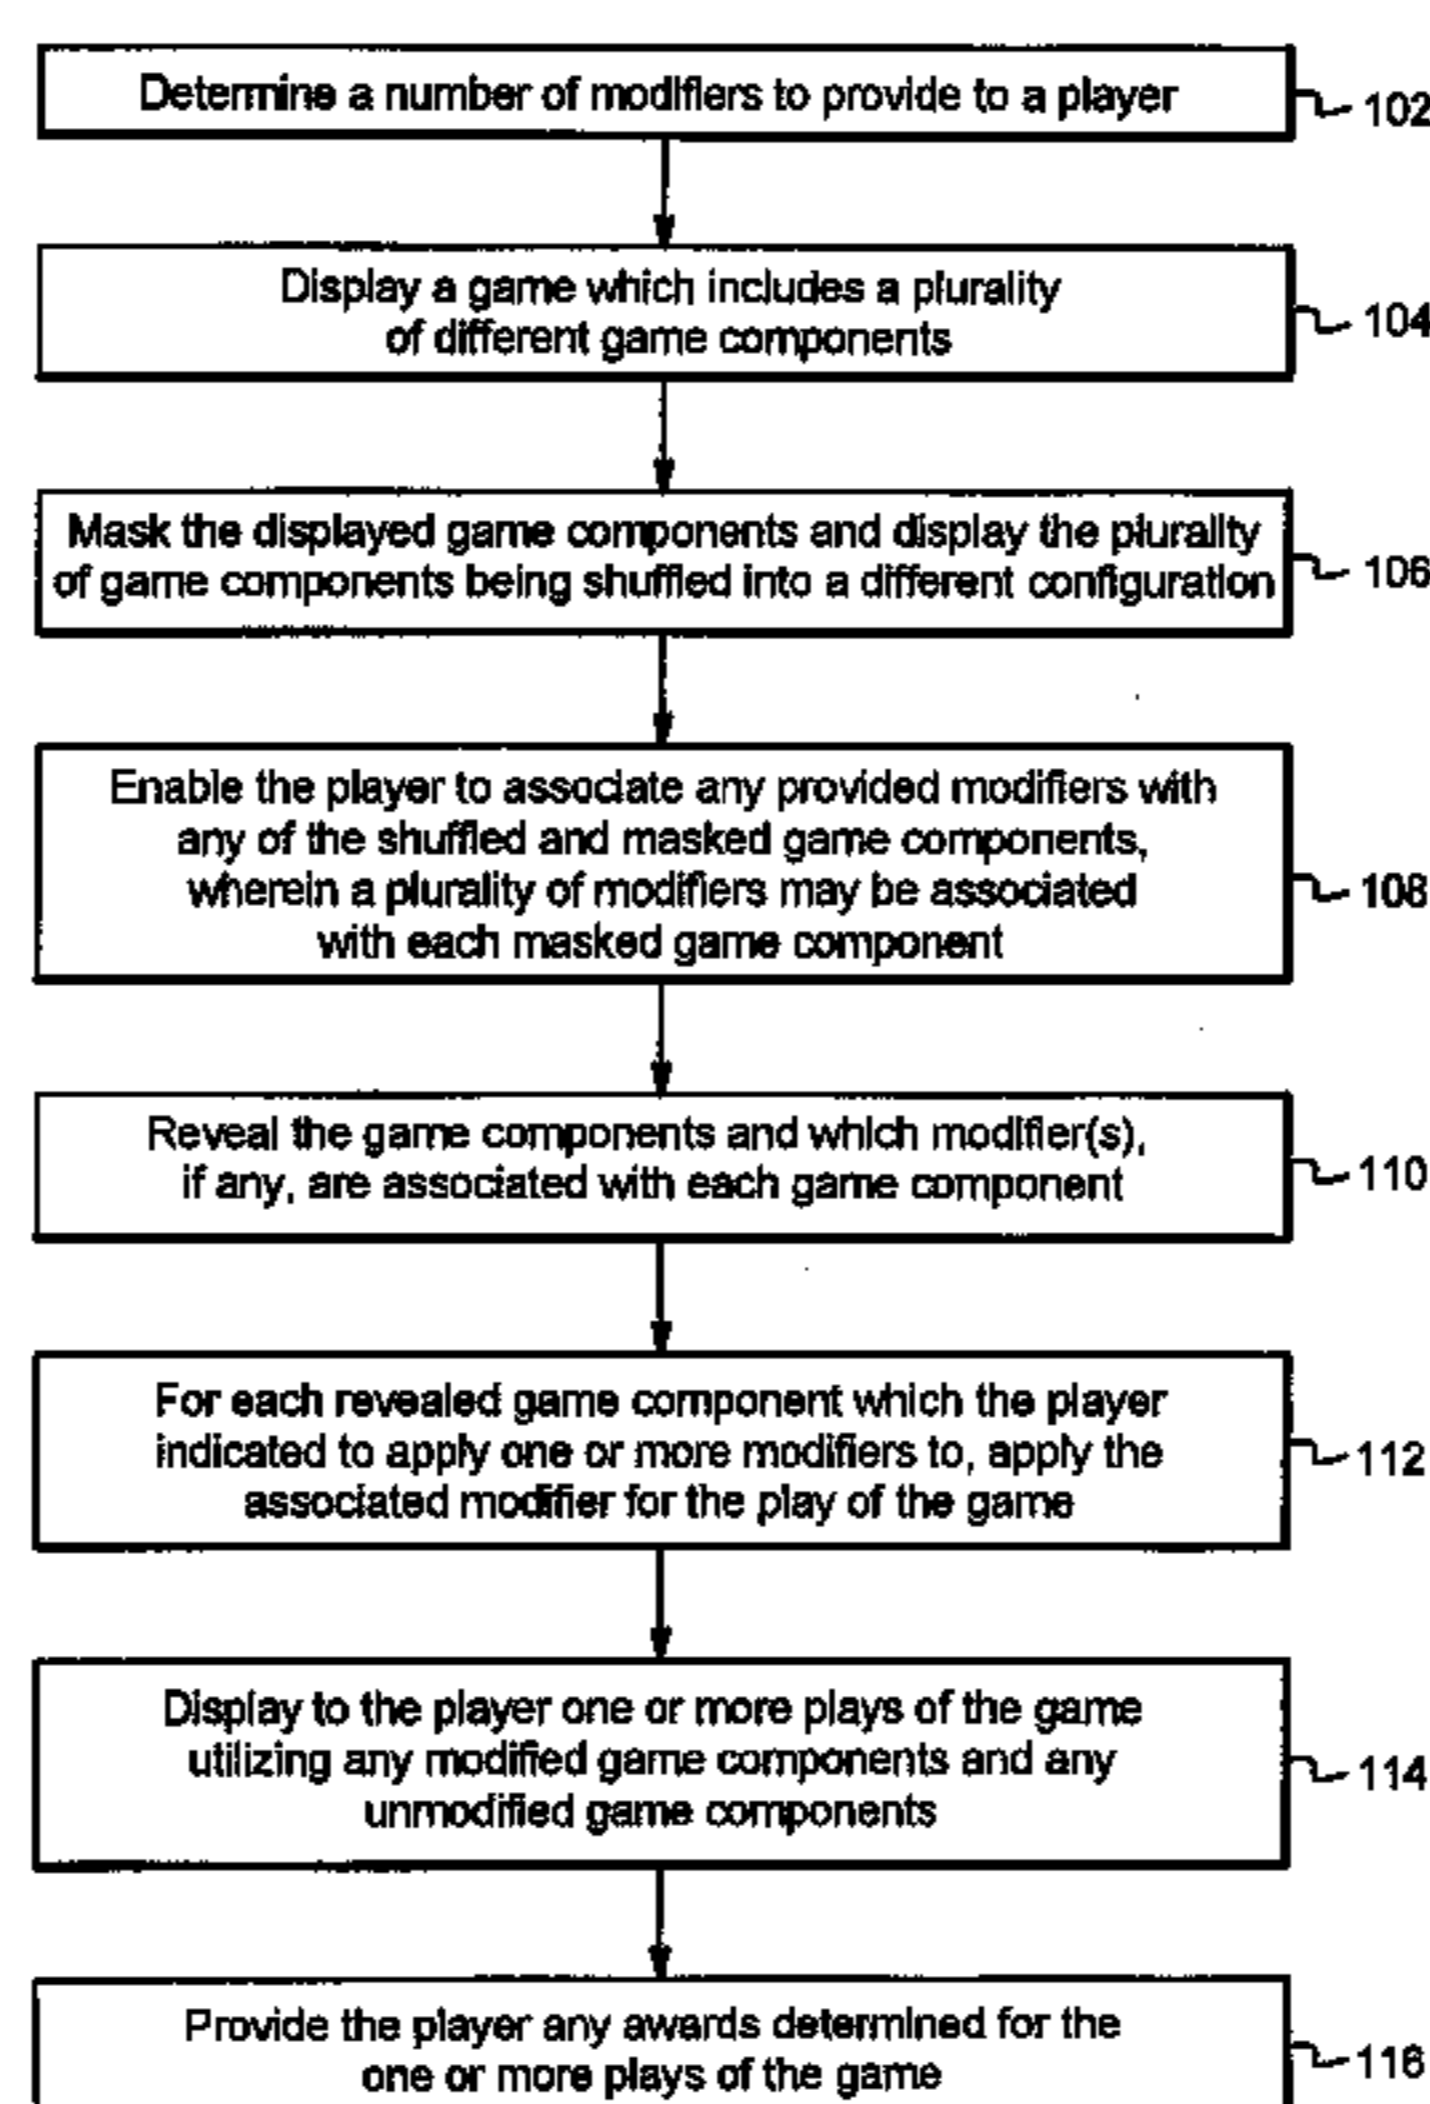 Determine a number of modifiers to provide to a player
102
Display a game which includes a plurality
of different game components
104
Mask the displayed game components and display the plurality
of game components being shuffled into a different configuration
106
Enable the player to associate any provided modifiers with
any of the shuffled and masked game components,
wherein a plurality of modifiers may be associated
with each masked game component
108
Reveal the game components and which modifier(s),
if any, are associated with each game component
110
For each revealed game component which the player
indicated to apply one or more modifiers to, apply the
associated modifier for the play of the game
112
Display to the player one or more plays of the game
utilizing any modified game components and any
unmodified game components
114
Provide the player any awards determined for the
one or more plays of the game
116